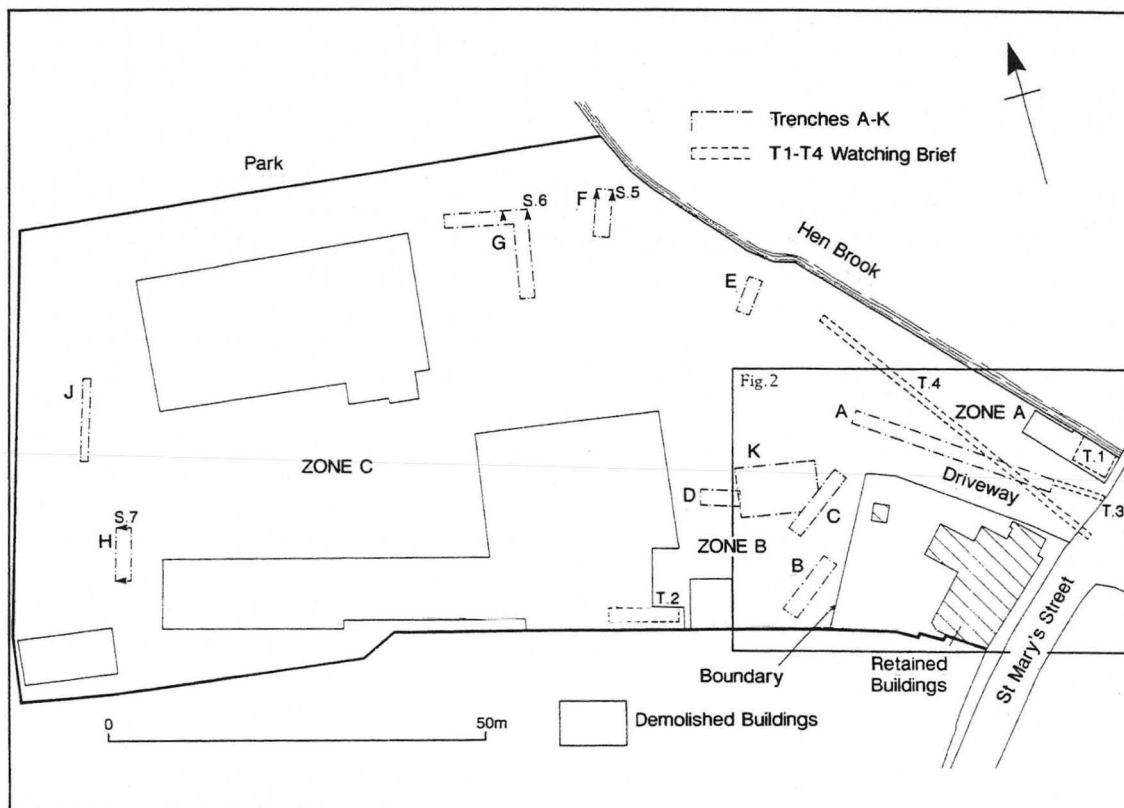 Trenches A-K
T1-T4 Watching Brief
Park
S.6
F
S.5
G
Hen Brook
E
Fig.2
T.4
J
A
ZONE A
T.1
ZONE C
K
Driveway
D
T.3
S.7
C
H
ZONE B
B
T.2
St Mary's Street
Boundary
Retained
Buildings
0
50m
Demolished Buildings